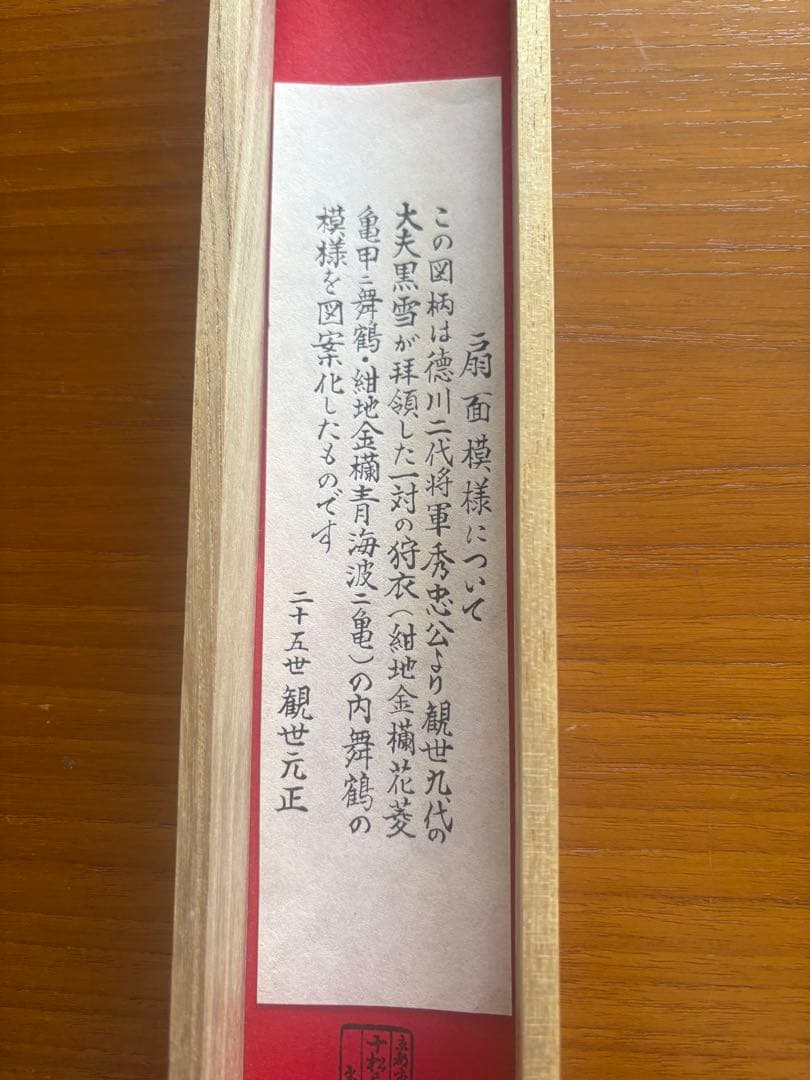 扇面模様について
この図柄は徳川二代将軍秀忠公より観世九代の
大夫黒雪が拝領した一対の狩衣（紺地金襴花菱
亀甲ニ舞鶴・紺地金襴青海波ニ亀）の内舞鶴の
模様を図案化したものです
二十五世 観世元正
十松